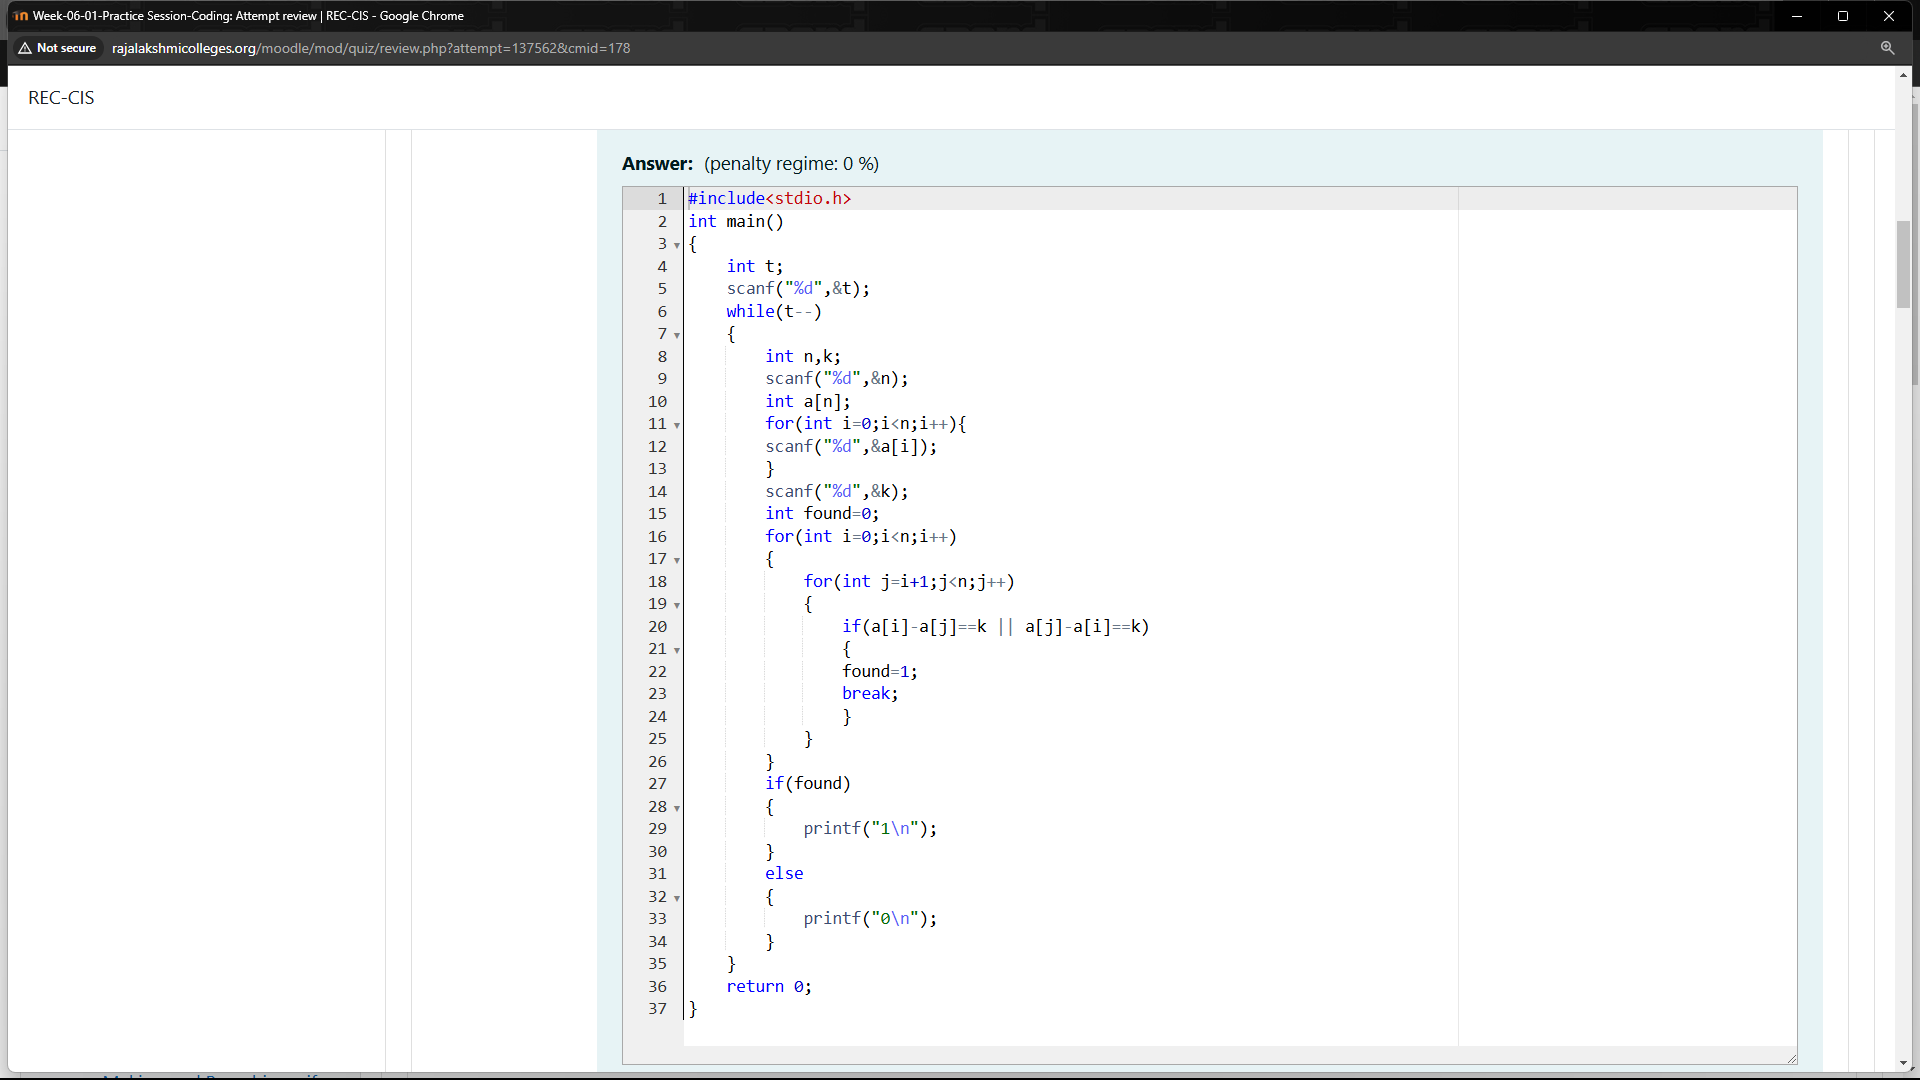 Week-06-01-Practice Session-Coding: Attempt review | REC-CIS - Google Chrome
Not secure rajalakshmicolleges.org/moodle/mod/quiz/review.php?attempt=137562&cmid=178
REC-CIS
Answer: (penalty regime: 0 %)
1 #include<stdio.h>
2 int main()
3 {
4     int t;
5     scanf("%d",&t);
6     while(t--)
7     {
8         int n,k;
9         scanf("%d",&n);
10         int a[n];
11         for(int i=0;i<n;i++){
12         scanf("%d",&a[i]);
13         }
14         scanf("%d",&k);
15         int found=0;
16         for(int i=0;i<n;i++)
17         {
18             for(int j=i+1;j<n;j++)
19             {
20                 if(a[i]-a[j]==k || a[j]-a[i]==k)
21                 {
22                 found=1;
23                 break;
24                 }
25             }
26         }
27         if(found)
28         {
29             printf("1\n");
30         }
31         else
32         {
33             printf("0\n");
34         }
35     }
36     return 0;
37 }